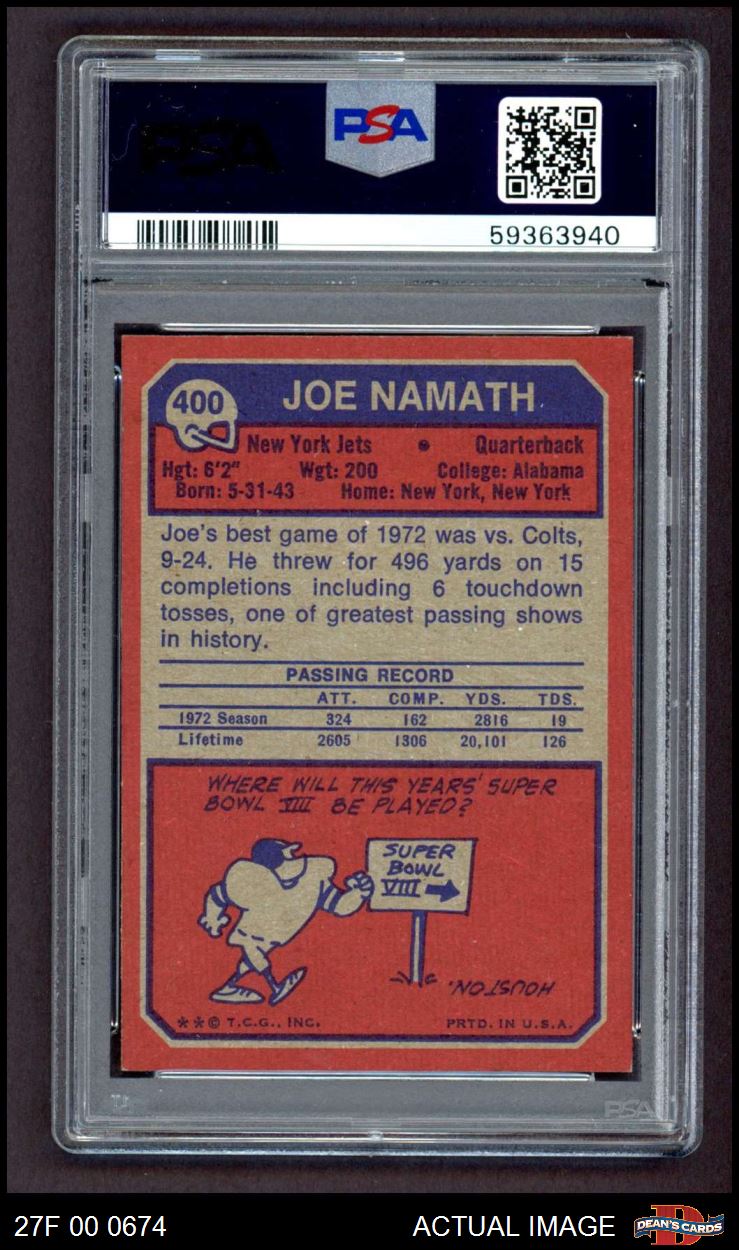 PSA
PSA
59363940
400
JOE NAMATH
New York Jets • Quarterback
Hgt: 6'2" Wgt: 200 College: Alabama
Born: 5-31-43 Home: New York, New York
Joe's best game of 1972 was vs. Colts,
9-24. He threw for 496 yards on 15
completions including 6 touchdown
tosses, one of greatest passing shows
in history.
PASSING RECORD
ATT. COMP. YDS. TDS.
1972 Season 324 162 2816 19
Lifetime 2605 1306 20,101 126
WHERE WILL THIS YEARS' SUPER
BOWL VIII BE PLAYED?
SUPER
BOWL
VIII
HOUSTON.
**© T.C.G., INC. PRTD. IN U.S.A.
PSA
27F 00 0674 ACTUAL IMAGE
D
DEAN'S CARDS